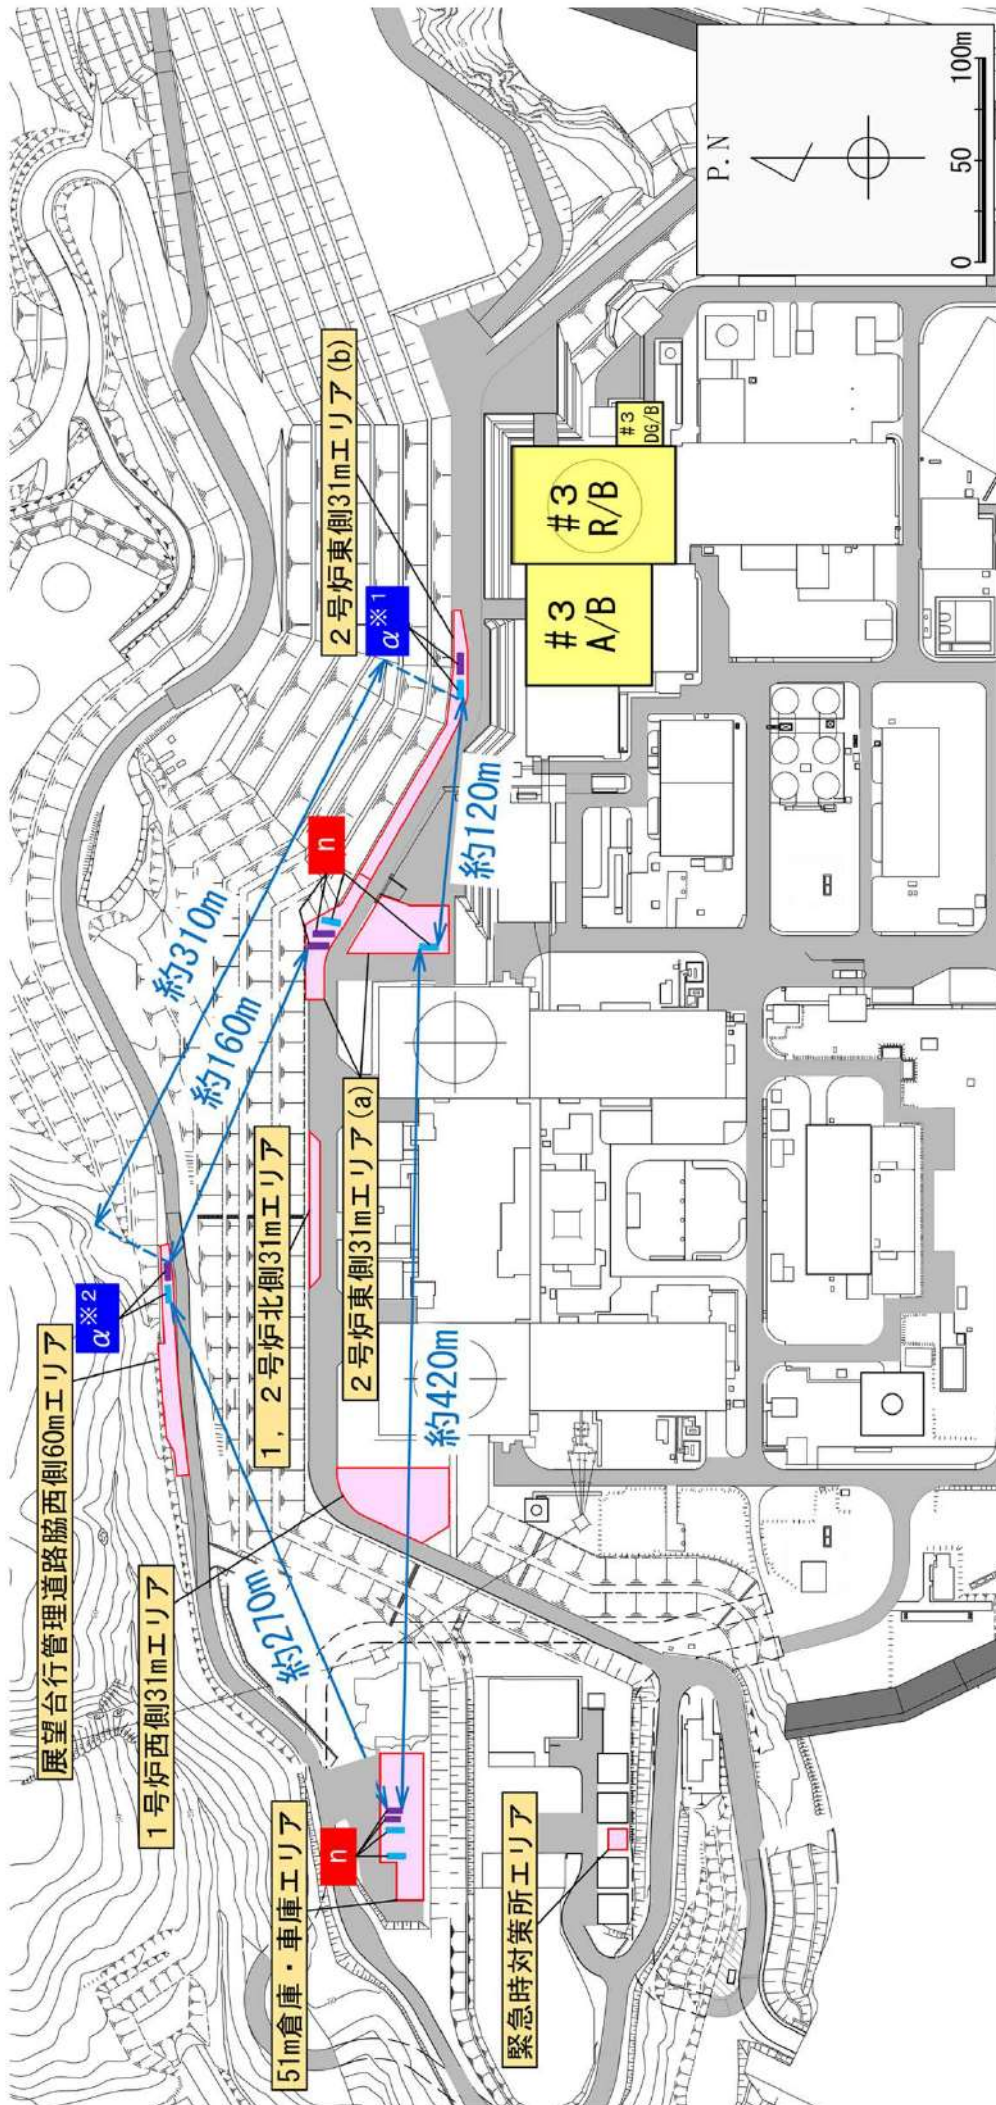 展望台行管理道路脇西側60mエリア
α※2
約310m
約160m
2号炉東側31mエリア(b)
α※1
1号炉西側31mエリア
約270m
1，2号炉北側31mエリア
n
51m倉庫・車庫エリア
n
2号炉東側31mエリア(a)
約420m
約120m
緊急時対策所エリア
#3
A/B
#3
R/B
#3
DG/B
P.N
0 50 100m